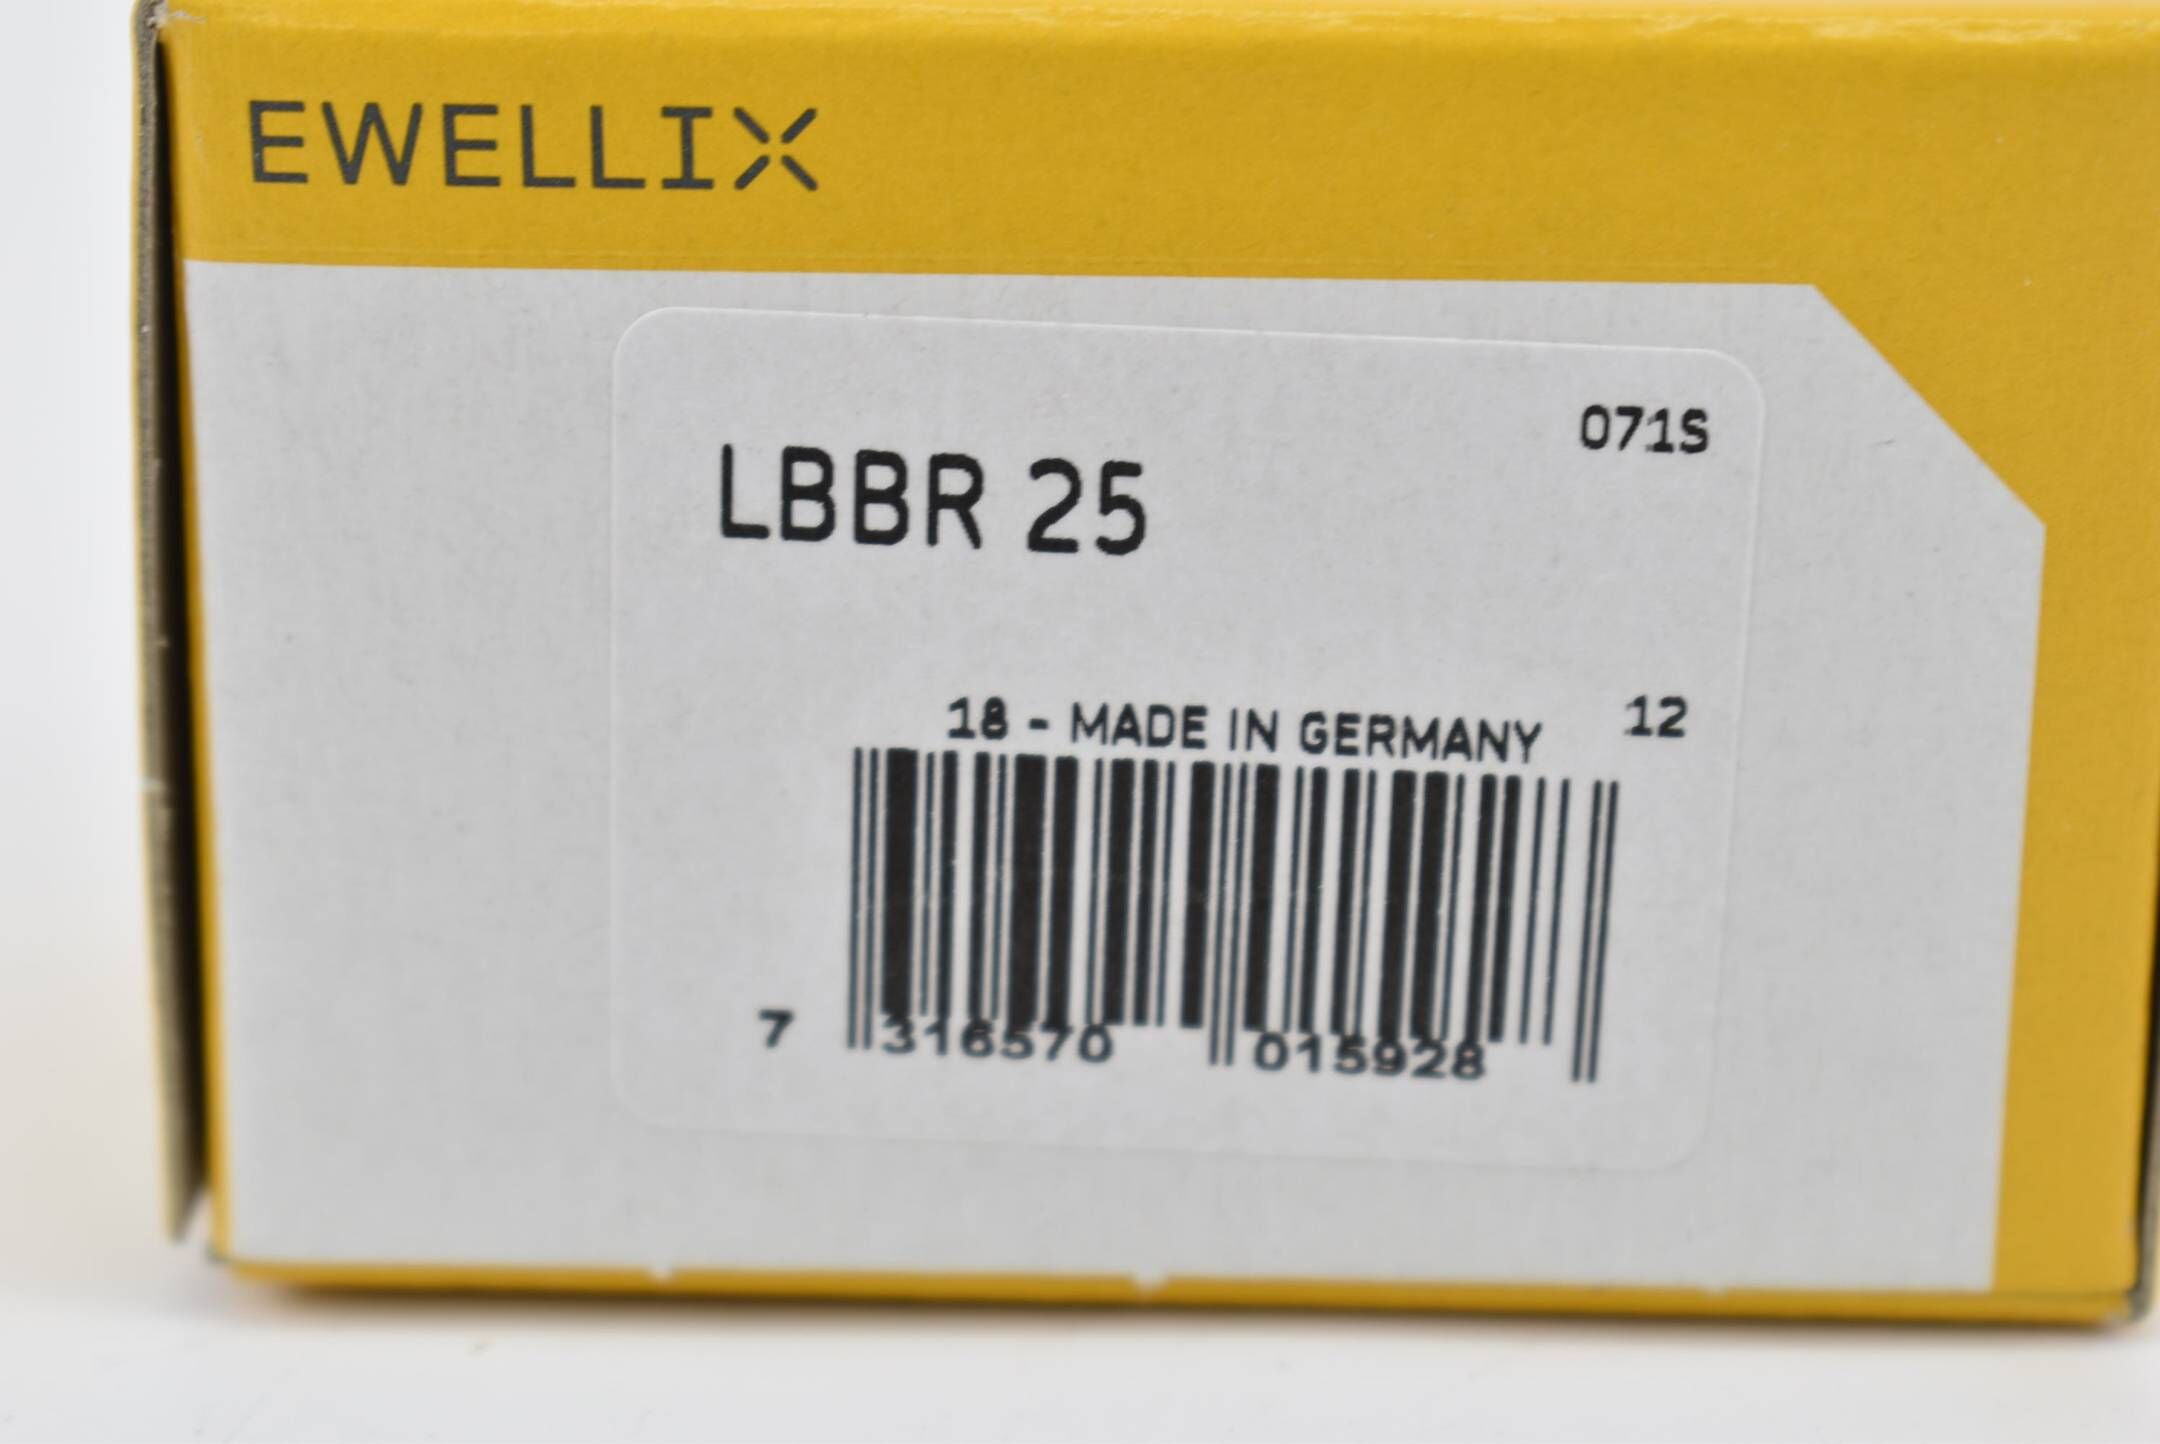 EWELLIX
071S
LBBR 25
18 - MADE IN GERMANY 12
7 316570 015928